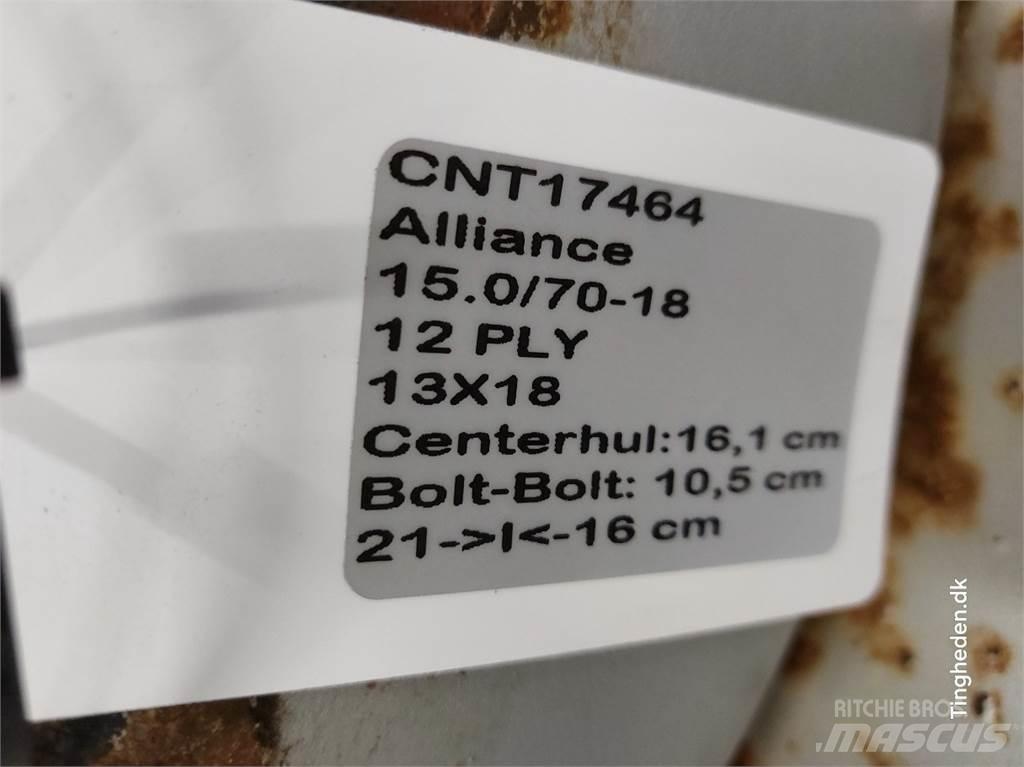 CNT17464
Alliance
15.0/70-18
12 PLY
13X18
Centerhul:16,1 cm
Bolt-Bolt: 10,5 cm
21->I<-16 cm
Tingheden.dk
RITCHIE BRO
MASCUS